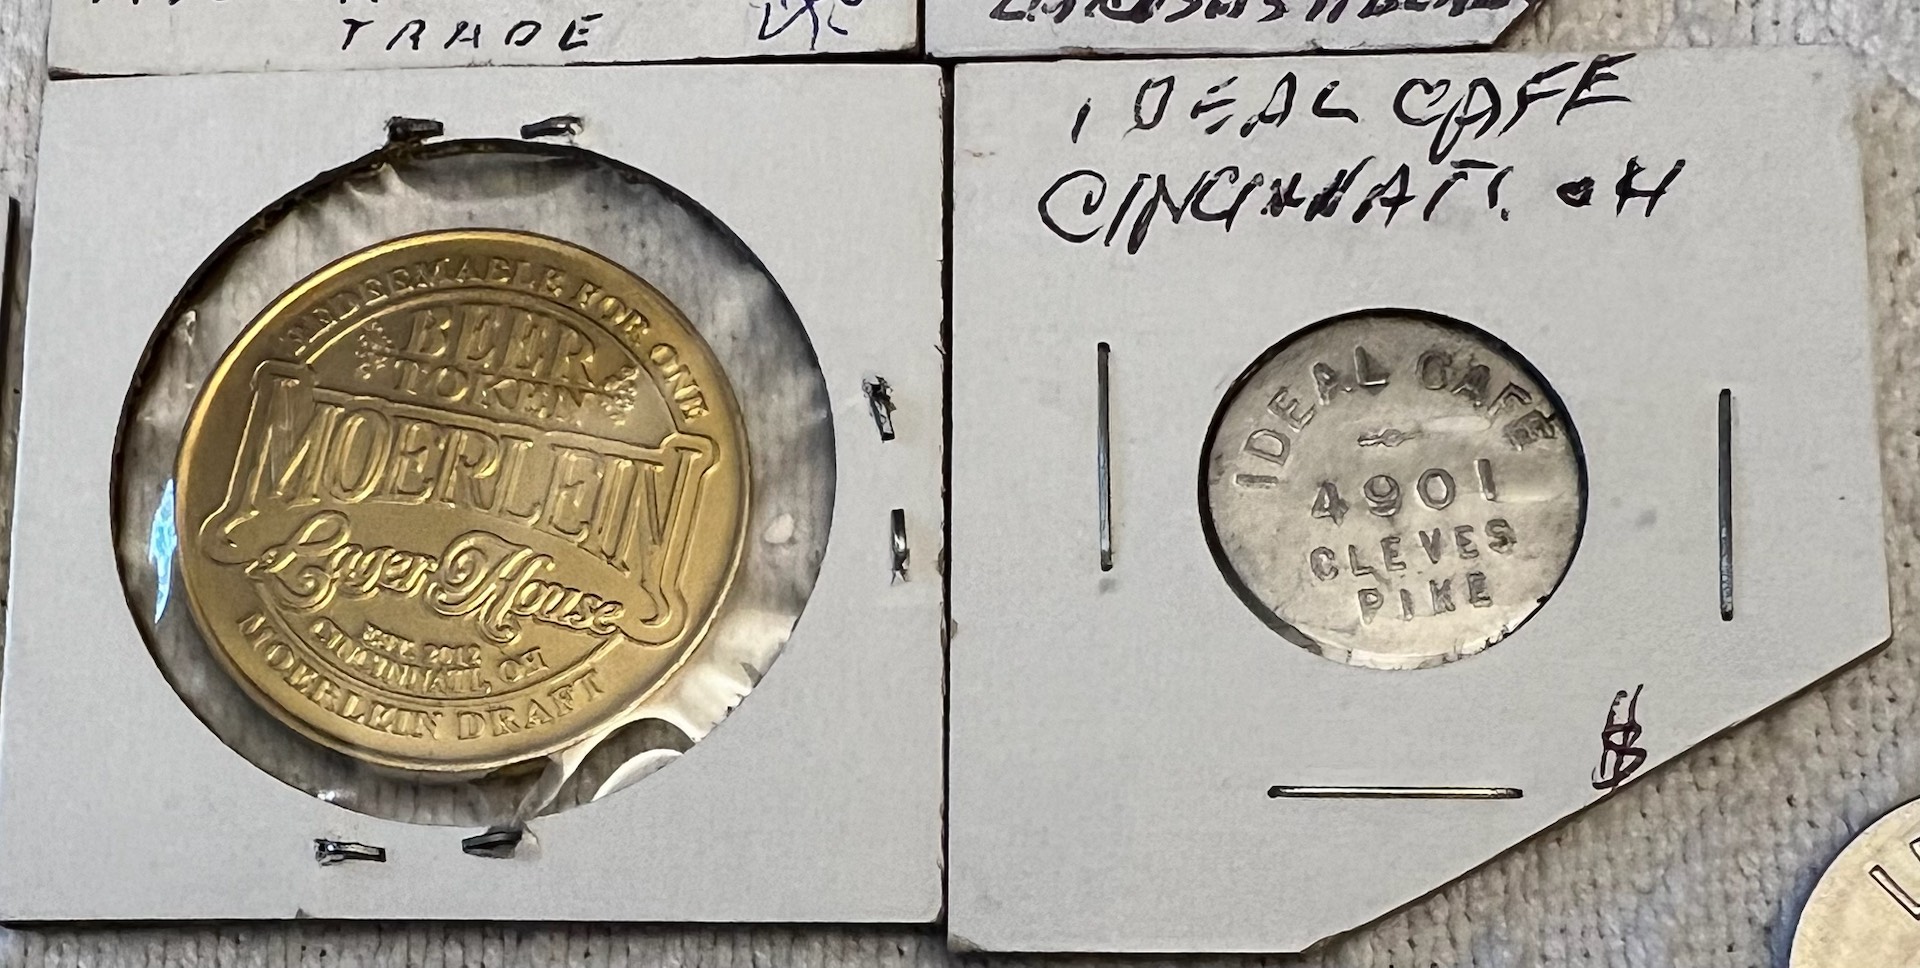 TRADE
IDEAL CAFE
CINCINNATI. OH
REDEEMABLE FOR ONE
BEER
TOKEN
MOERLEIN
Lager House
EST. 2012
CINCINNATI, OH
MOERLEIN DRAFT
IDEAL CAFE
4901
CLEVES
PIKE